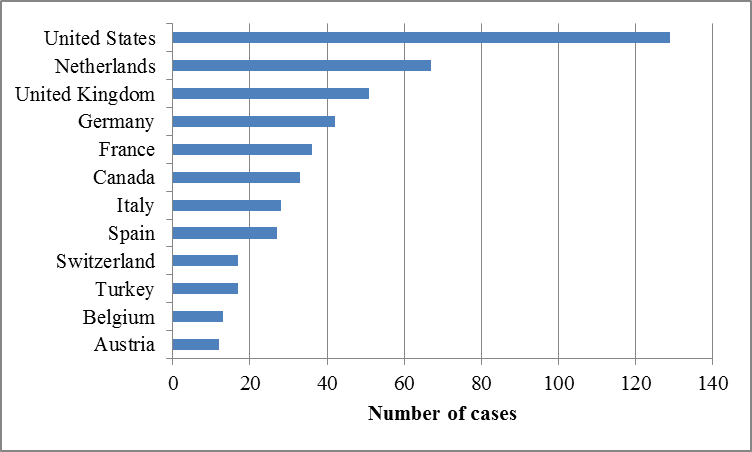 United States
Netherlands
United Kingdom
Germany
France
Canada
Italy
Spain
Switzerland
Turkey
Belgium
Austria
0 20 40 60 80 100 120 140
Number of cases